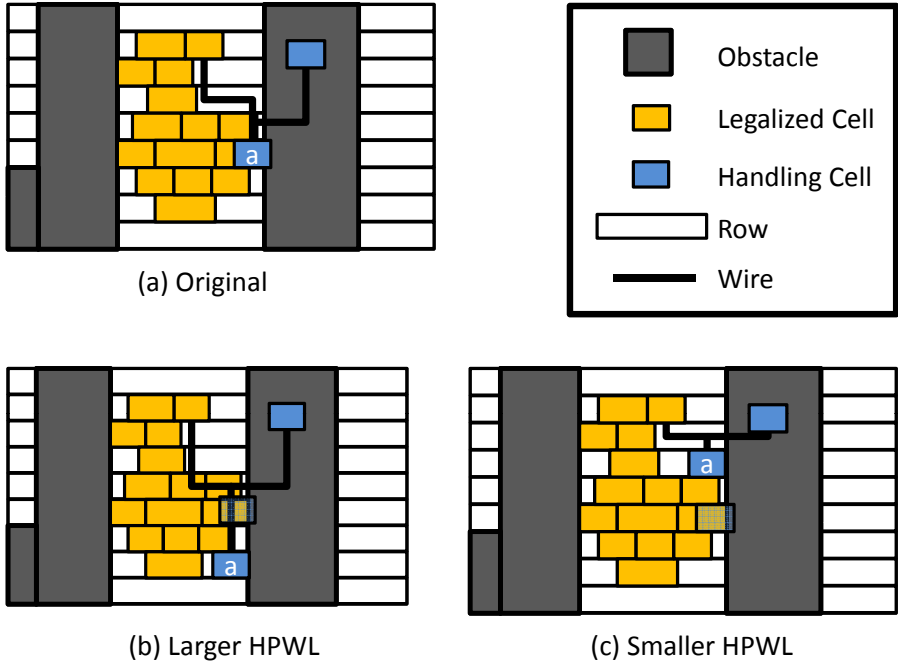 a
(a) Original
Obstacle
Legalized Cell
Handling Cell
Row
Wire
a
(b) Larger HPWL
a
(c) Smaller HPWL